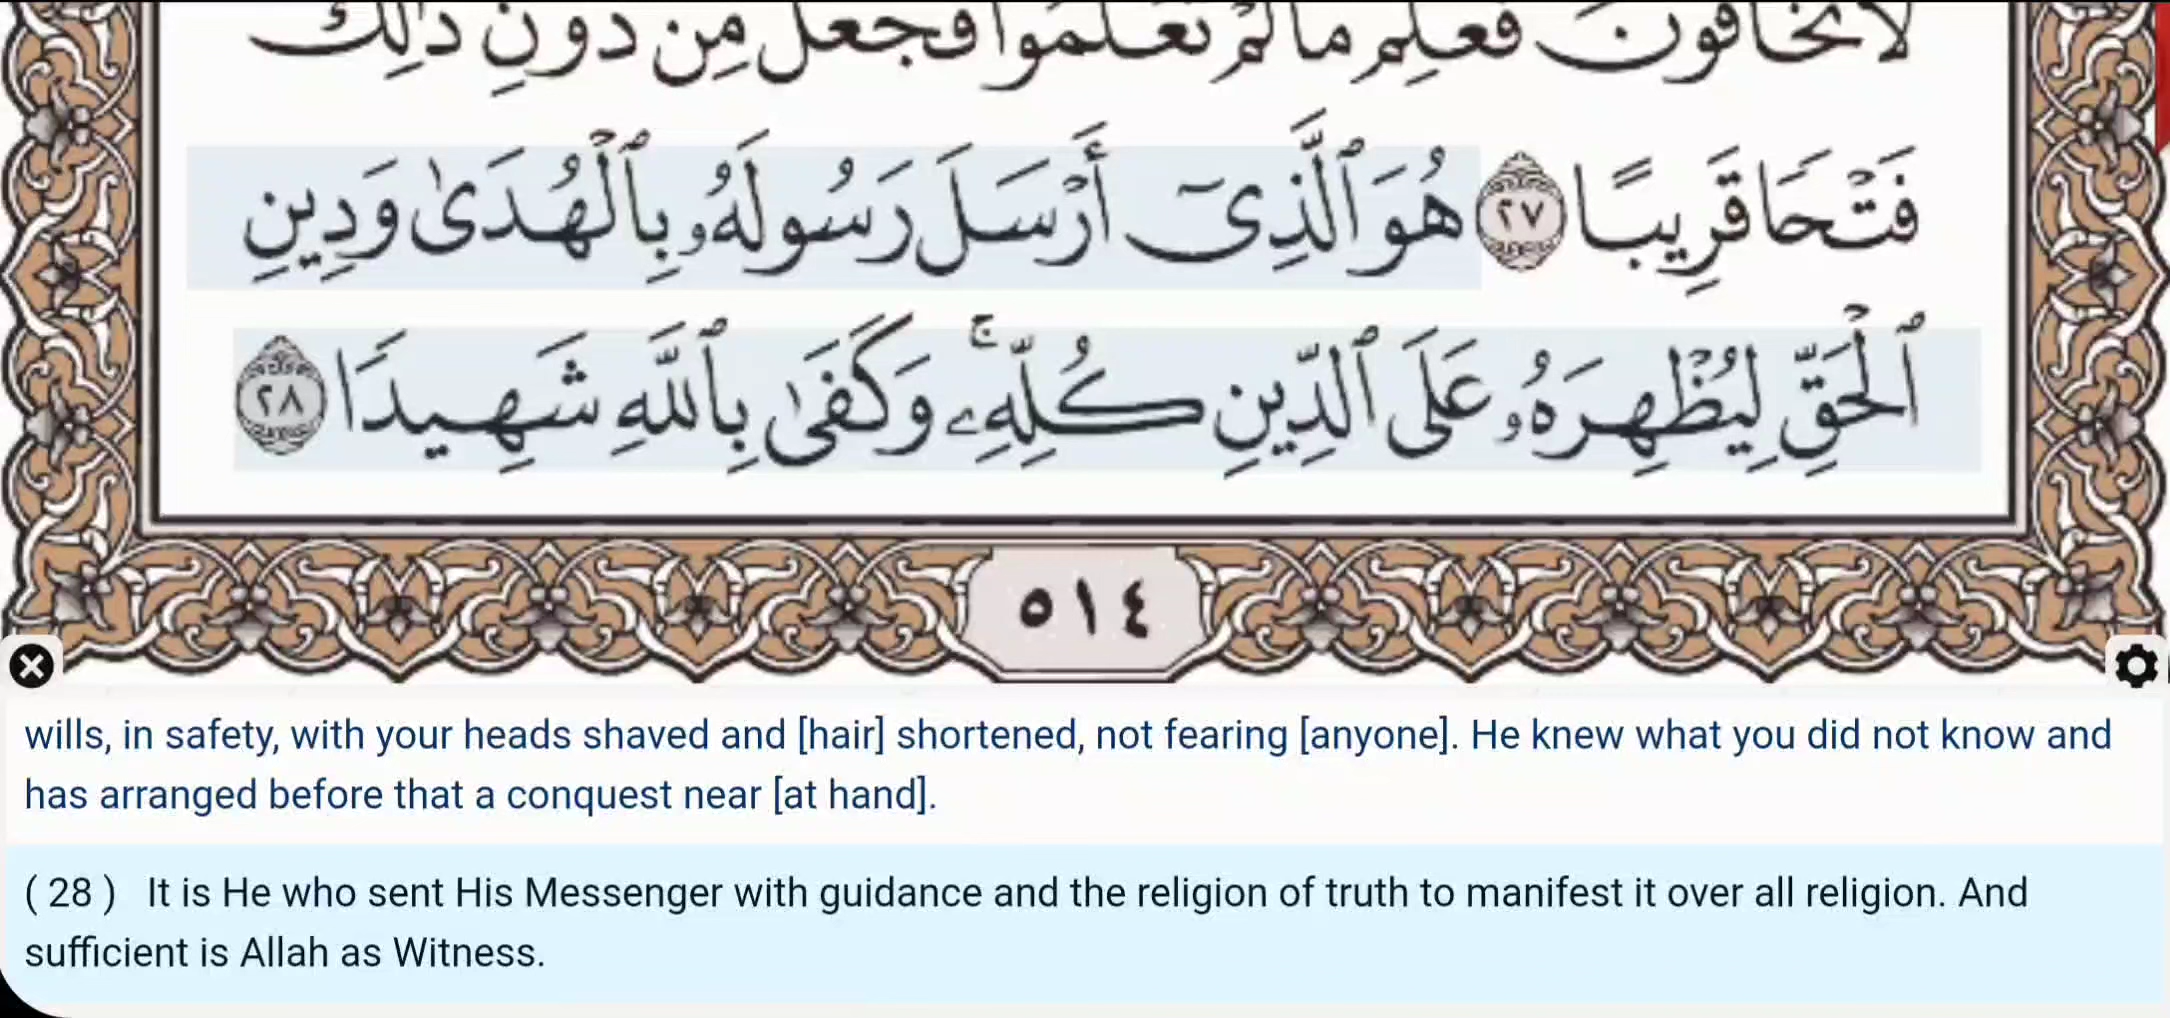 لَا تَخَافُونَ فَعَلِمَ مَا لَمْ تَعْلَمُوا فَجَعَلَ مِن دُونِ ذَٰلِكَ
فَتْحًا قَرِيبًا ٢٧ هُوَ ٱلَّذِىٓ أَرْسَلَ رَسُولَهُۥ بِٱلْهُدَىٰ وَدِينِ
ٱلْحَقِّ لِيُظْهِرَهُۥ عَلَى ٱلدِّينِ كُلِّهِۦۚ وَكَفَىٰ بِٱللَّهِ شَهِيدًا ٢٨
٥١٤
wills, in safety, with your heads shaved and [hair] shortened, not fearing [anyone]. He knew what you did not know and
has arranged before that a conquest near [at hand].
( 28 ) It is He who sent His Messenger with guidance and the religion of truth to manifest it over all religion. And
sufficient is Allah as Witness.